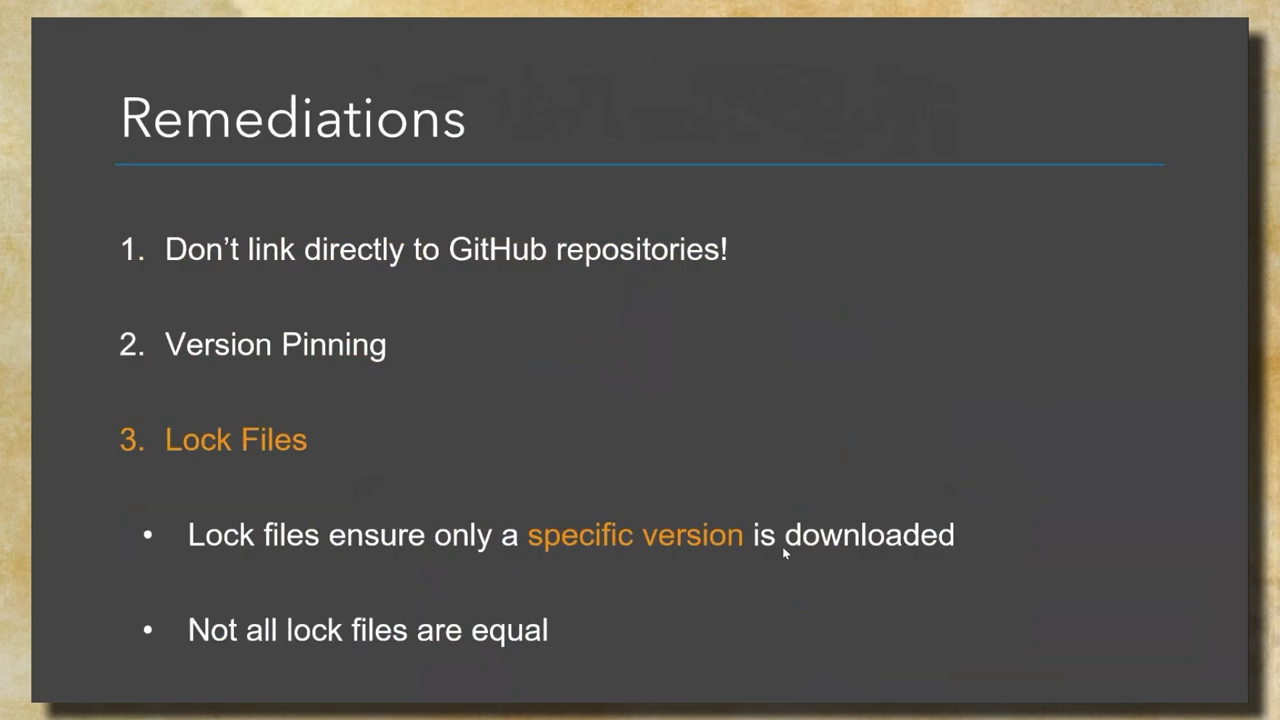 Remediations
1. Don’t link directly to GitHub repositories!
2. Version Pinning
3. Lock Files
• Lock files ensure only a specific version is downloaded
• Not all lock files are equal